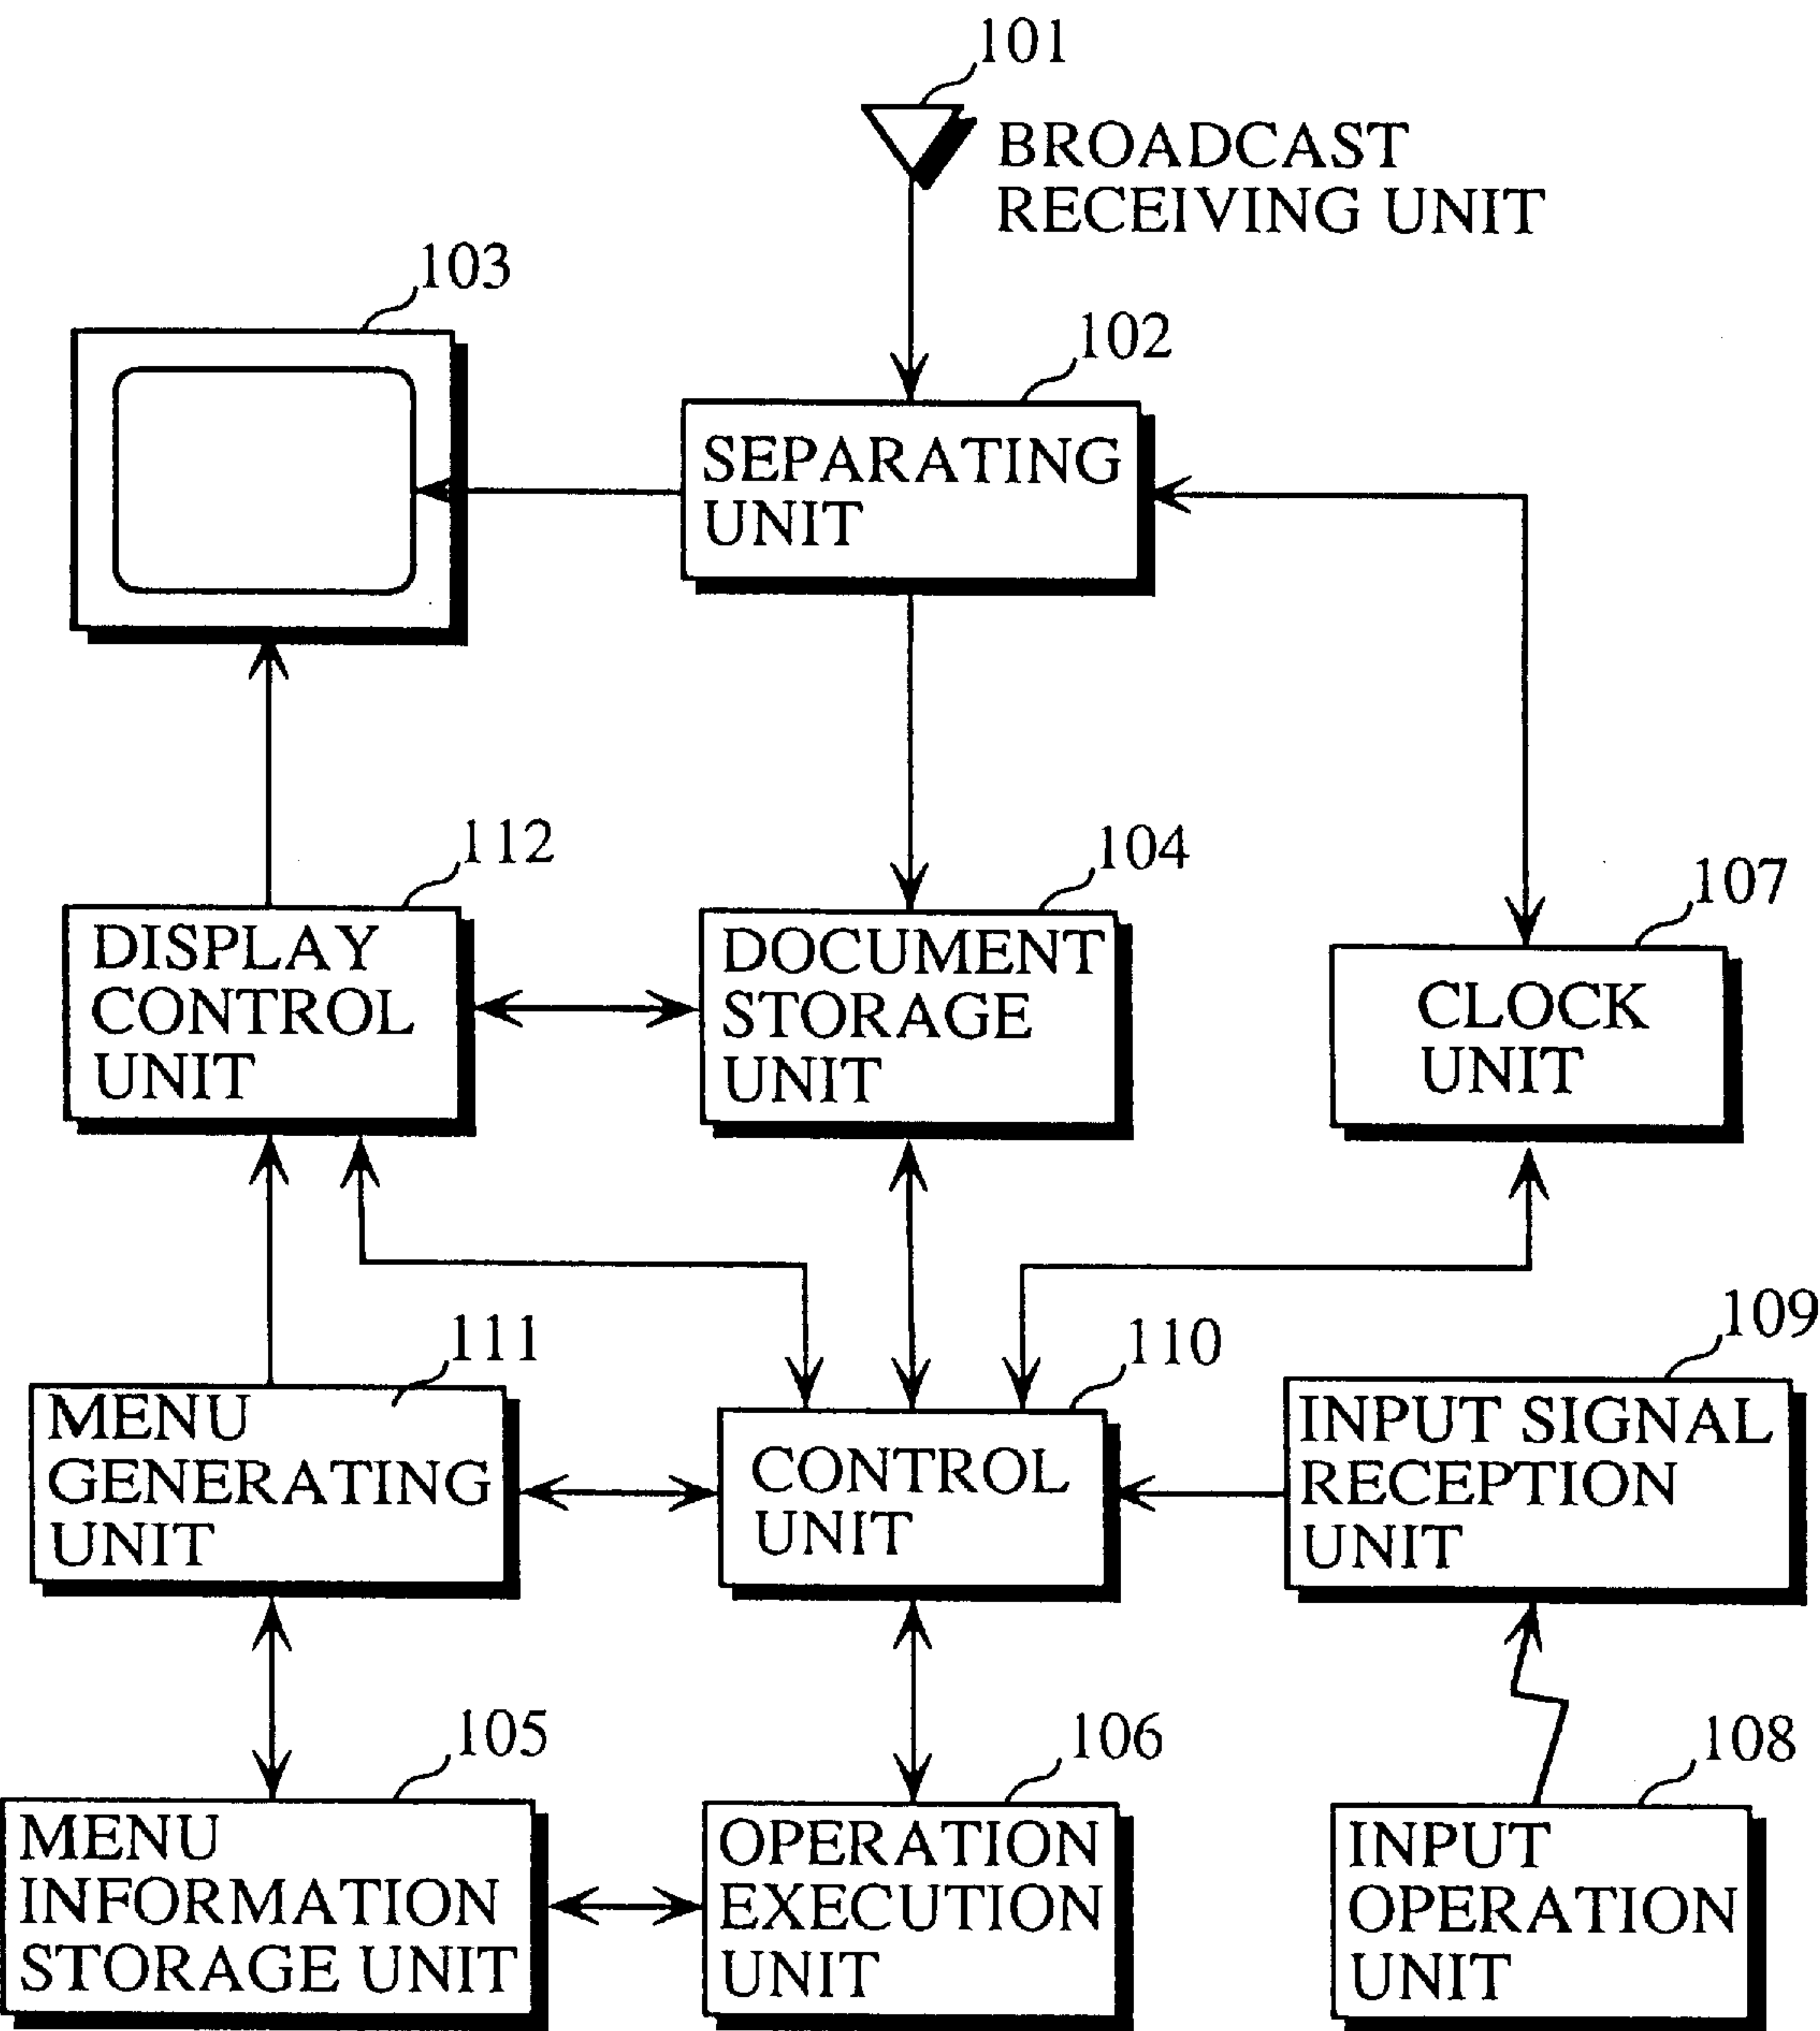 101
BROADCAST
RECEIVING UNIT
103
102
SEPARATING
UNIT
112
104
107
DISPLAY
CONTROL
UNIT
DOCUMENT
STORAGE
UNIT
CLOCK
UNIT
111
110
109
MENU
GENERATING
UNIT
CONTROL
UNIT
INPUT SIGNAL
RECEPTION
UNIT
105
106
108
MENU
INFORMATION
STORAGE UNIT
OPERATION
EXECUTION
UNIT
INPUT
OPERATION
UNIT